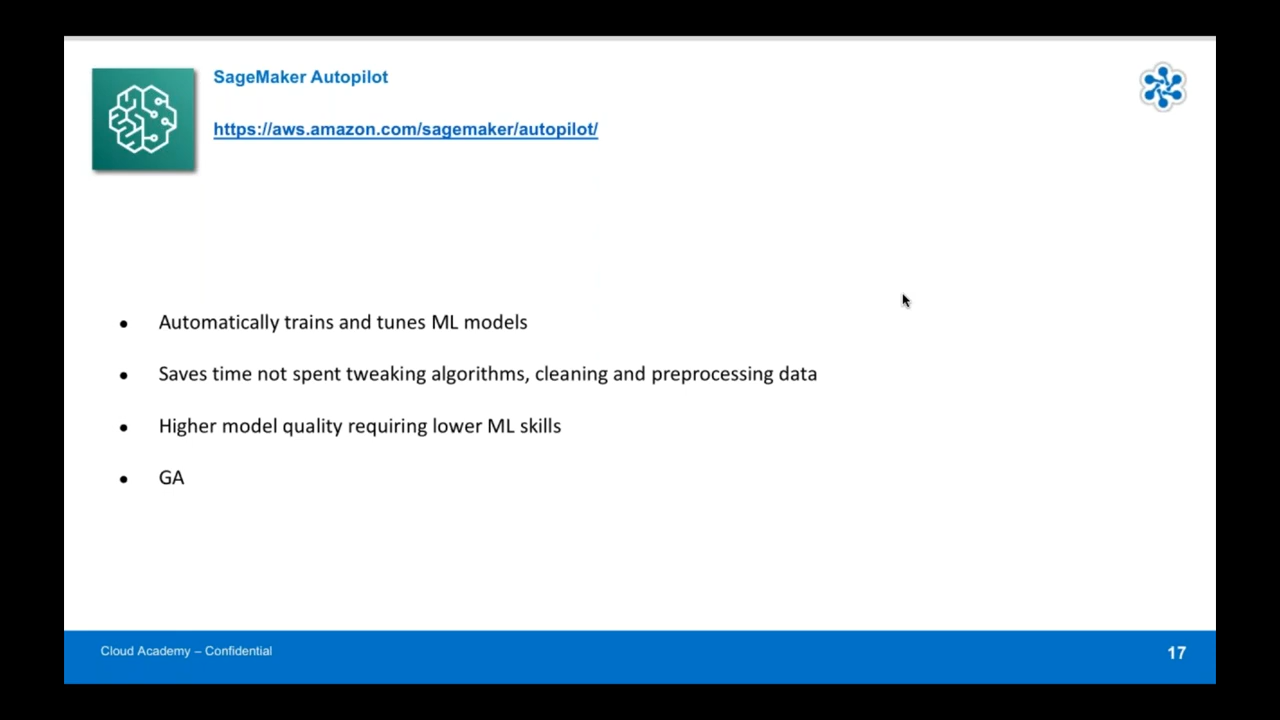 SageMaker Autopilot
https://aws.amazon.com/sagemaker/autopilot/
• Automatically trains and tunes ML models
• Saves time not spent tweaking algorithms, cleaning and preprocessing data
• Higher model quality requiring lower ML skills
• GA
Cloud Academy – Confidential
17